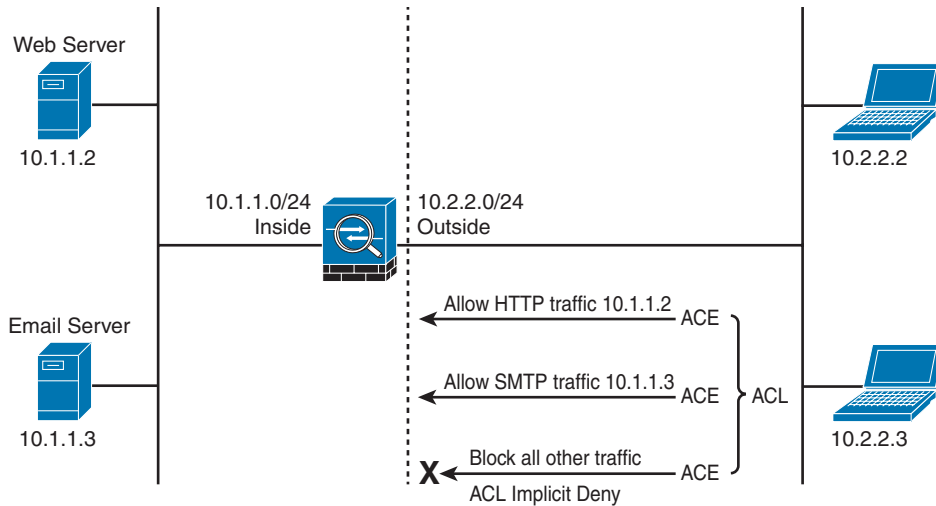 Web Server
10.1.1.2
10.2.2.2
10.1.1.0/24
Inside
10.2.2.0/24
Outside
Allow HTTP traffic 10.1.1.2
ACE
Email Server
Allow SMTP traffic 10.1.1.3
ACE
ACL
10.1.1.3
10.2.2.3
X
Block all other traffic
ACE
ACL Implicit Deny